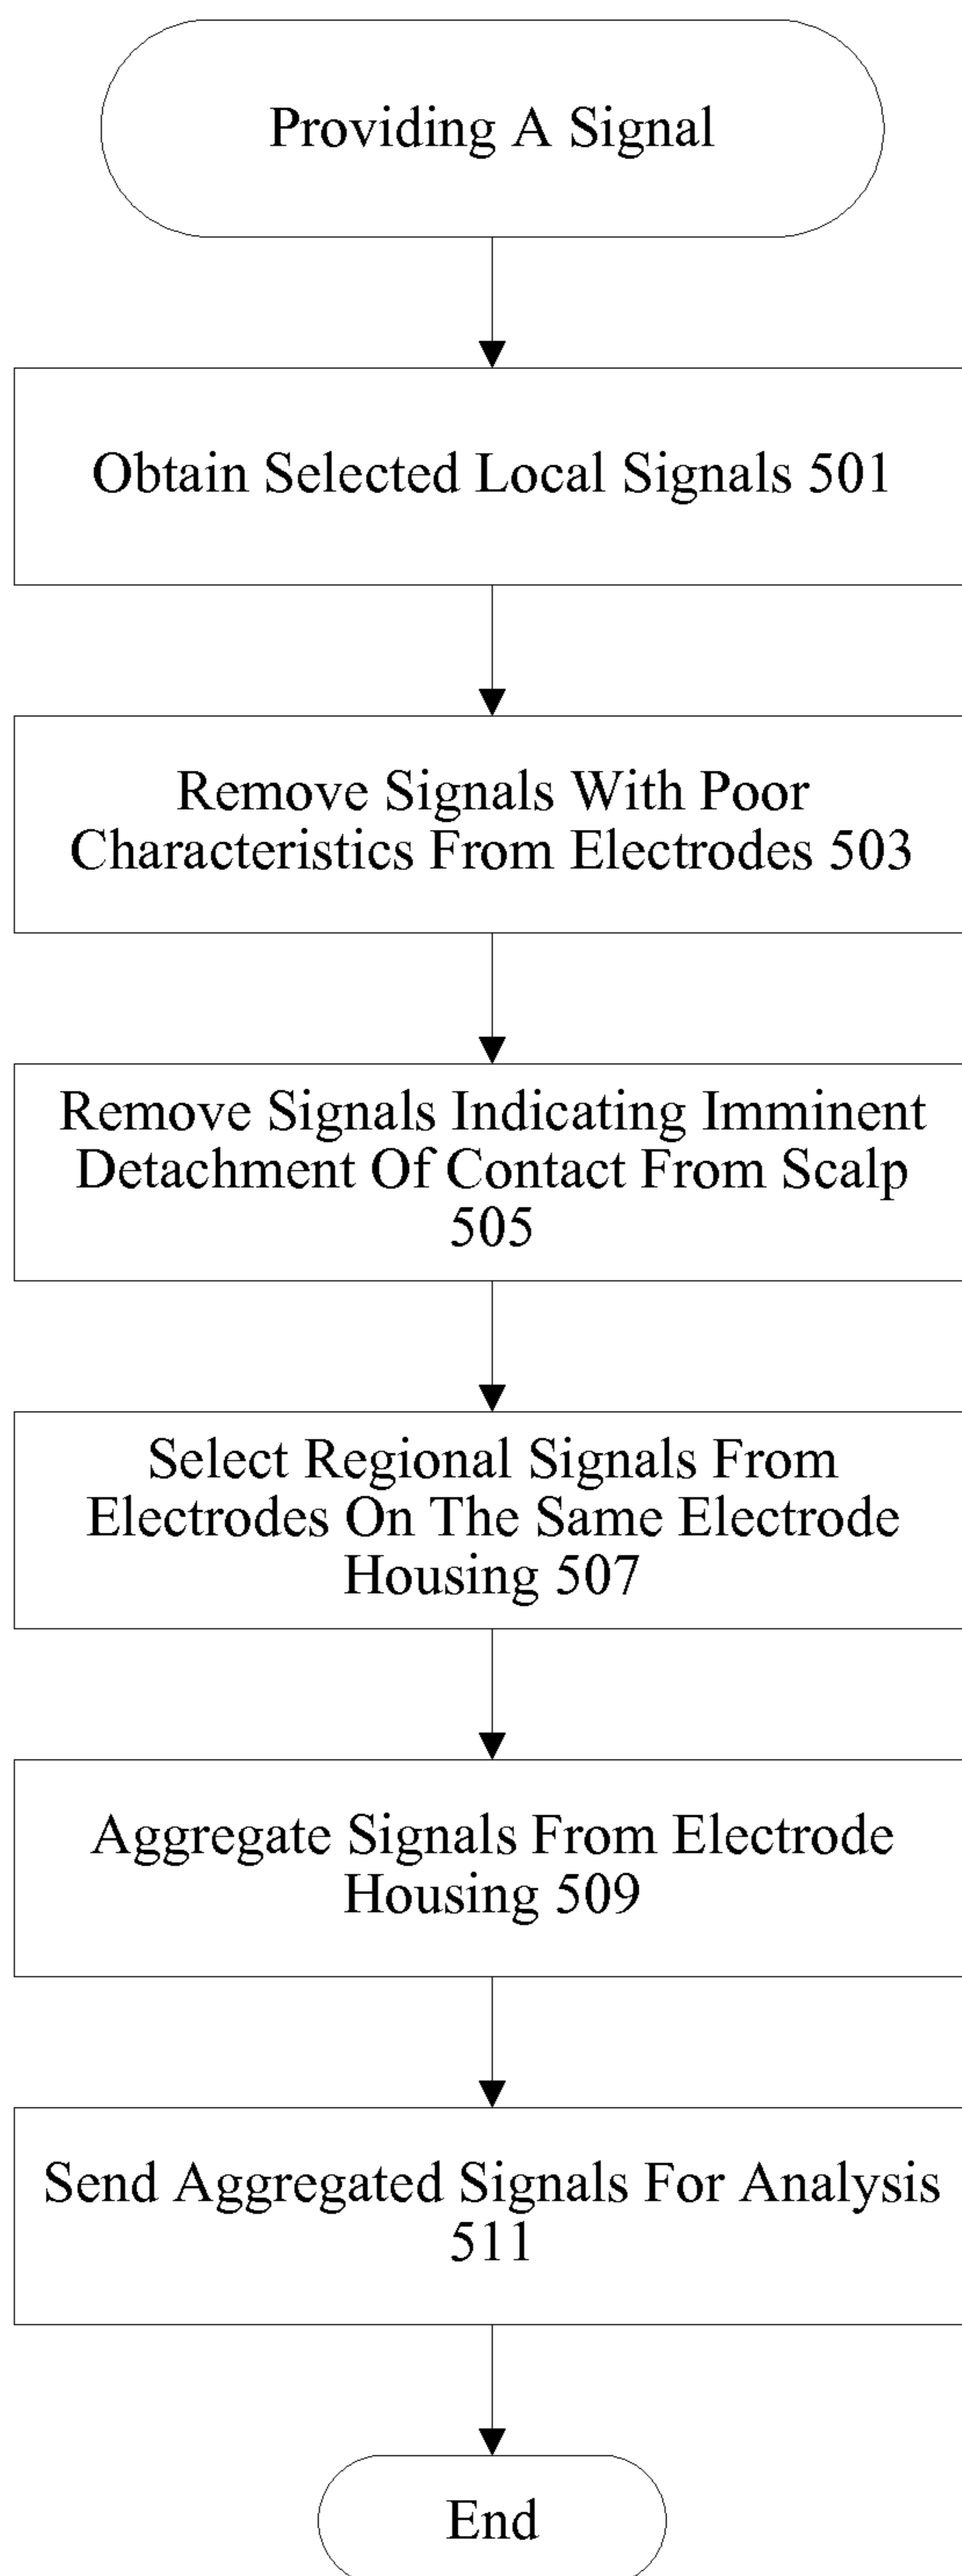 Providing A Signal
Obtain Selected Local Signals 501
Remove Signals With Poor
Characteristics From Electrodes 503
Remove Signals Indicating Imminent
Detachment Of Contact From Scalp
505
Select Regional Signals From
Electrodes On The Same Electrode
Housing 507
Aggregate Signals From Electrode
Housing 509
Send Aggregated Signals For Analysis
511
End